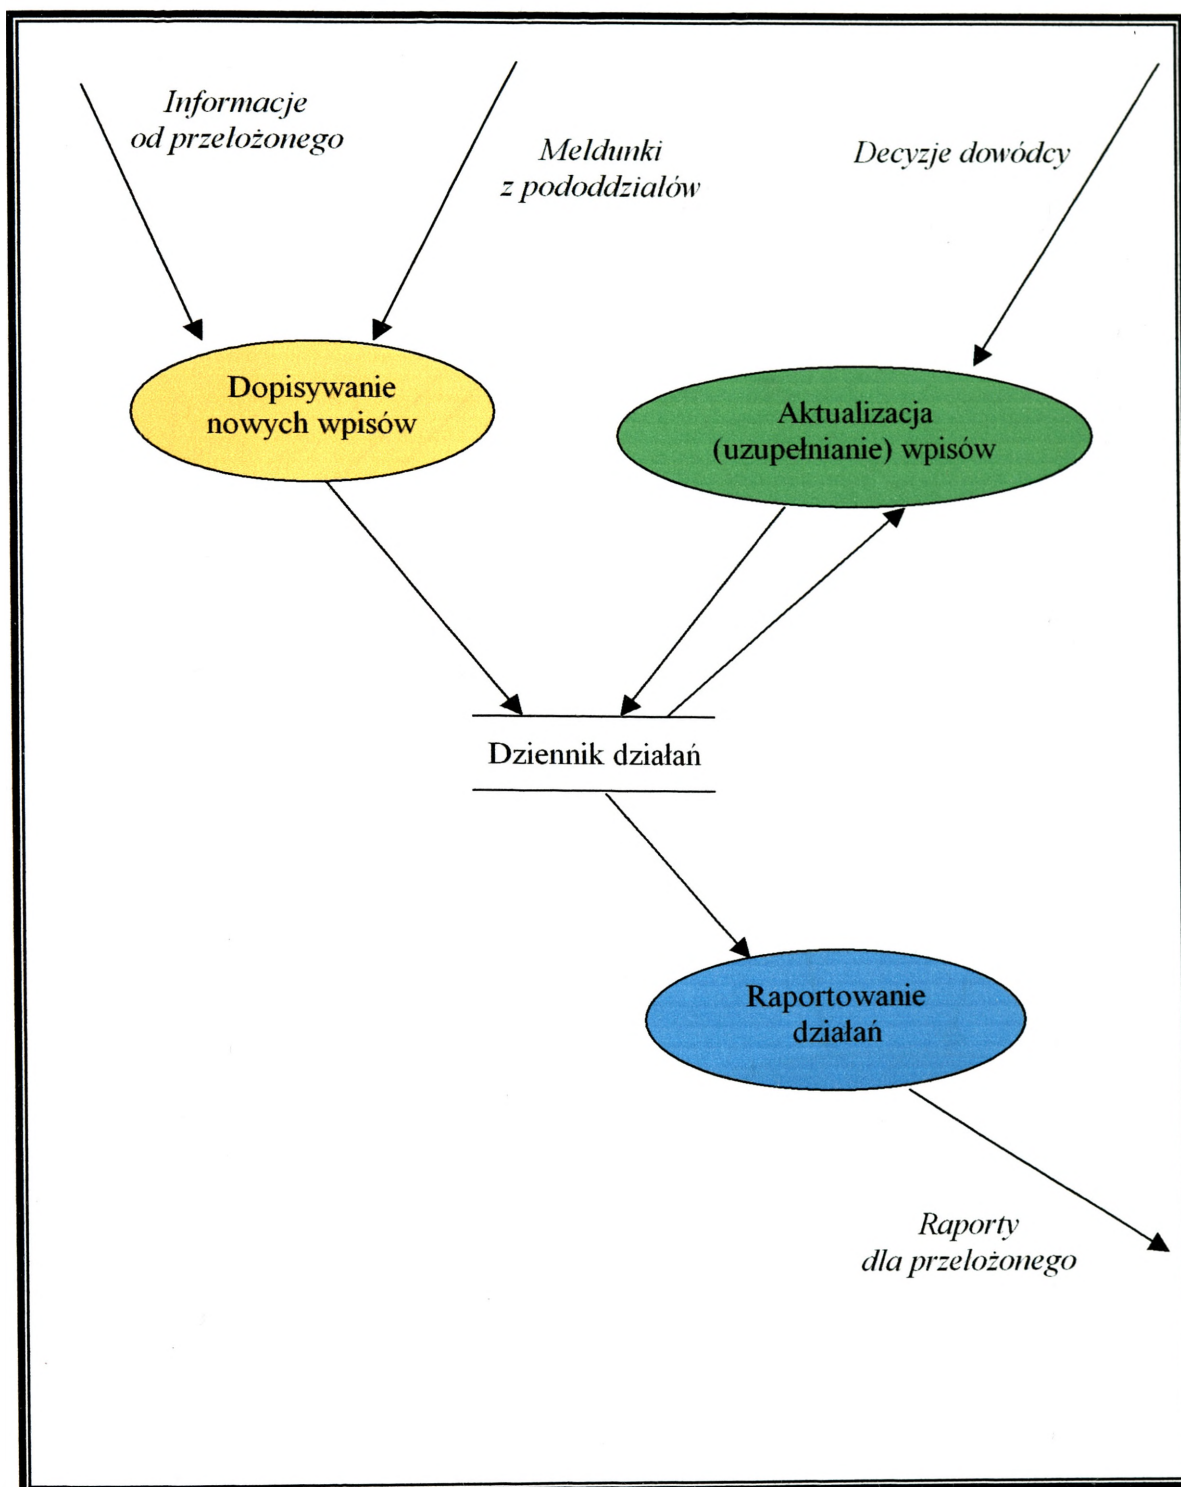 Informacje
od przełożonego
Meldunki
z pododdziałów
Decyzje dowódcy
Dopisywanie
nowych wpisów
Aktualizacja
(uzupełnianie) wpisów
Dziennik działań
Raportowanie
działań
Raporty
dla przełożonego